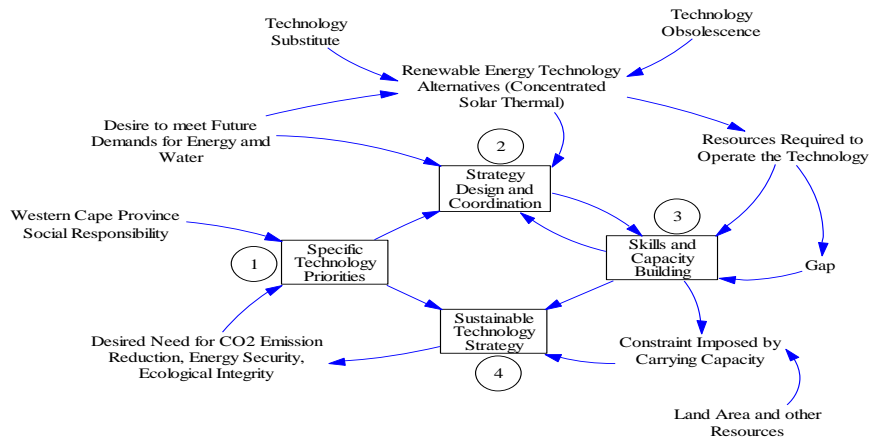 Technology
Substitute
Technology
Obsolescence
Renewable Energy Technology
Alternatives (Concentrated
Solar Thermal)
Desire to meet Future
Demands for Energy amd
Water
2
Resources Required to
Operate the Technology
Strategy
Design and
Coordination
Western Cape Province
Social Responsibility
3
1
Specific
Technology
Priorities
Skills and
Capacity
Building
Gap
Sustainable
Technology
Strategy
Desired Need for CO2 Emission
Reduction, Energy Security,
Ecological Integrity
Constraint Imposed by
Carrying Capacity
4
Land Area and other
Resources